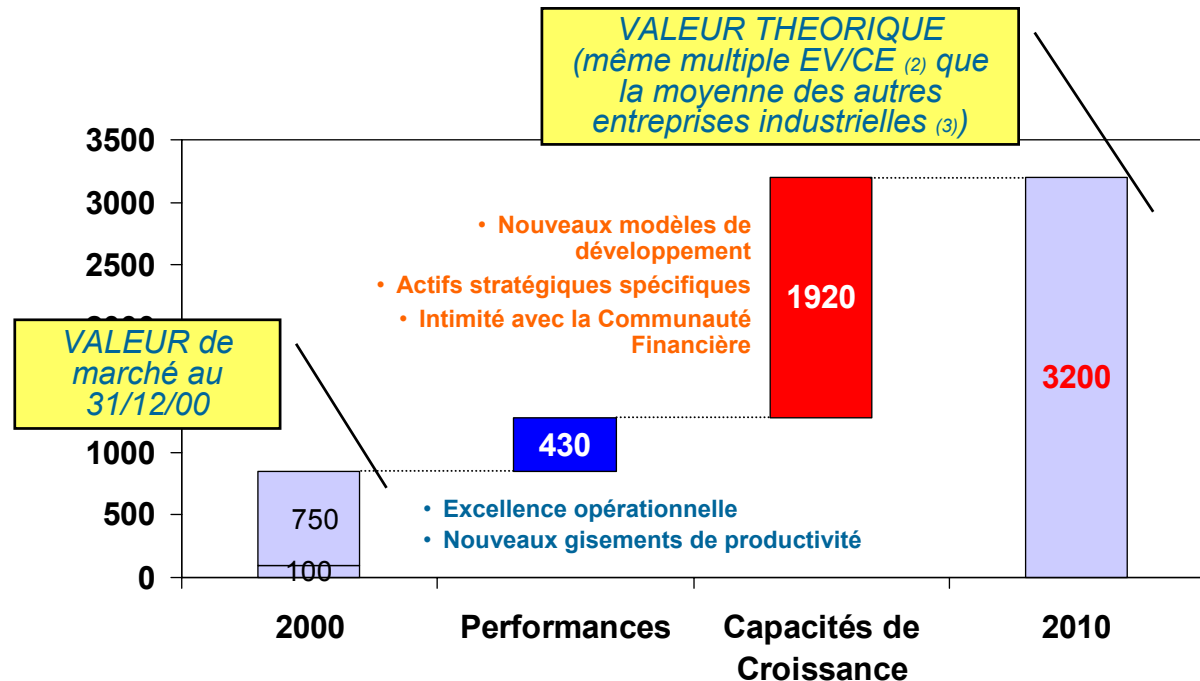 VALEUR THEORIQUE
(même multiple EV/CE (2) que
la moyenne des autres
entreprises industrielles (3))
3500
3000
2500
1000
500
0
• Nouveaux modèles de
développement
• Actifs stratégiques spécifiques
• Intimité avec la Communauté
Financière
1920
3200
VALEUR de
marché au
31/12/00
430
750
100
• Excellence opérationnelle
• Nouveaux gisements de productivité
2000
Performances
Capacités de
Croissance
2010